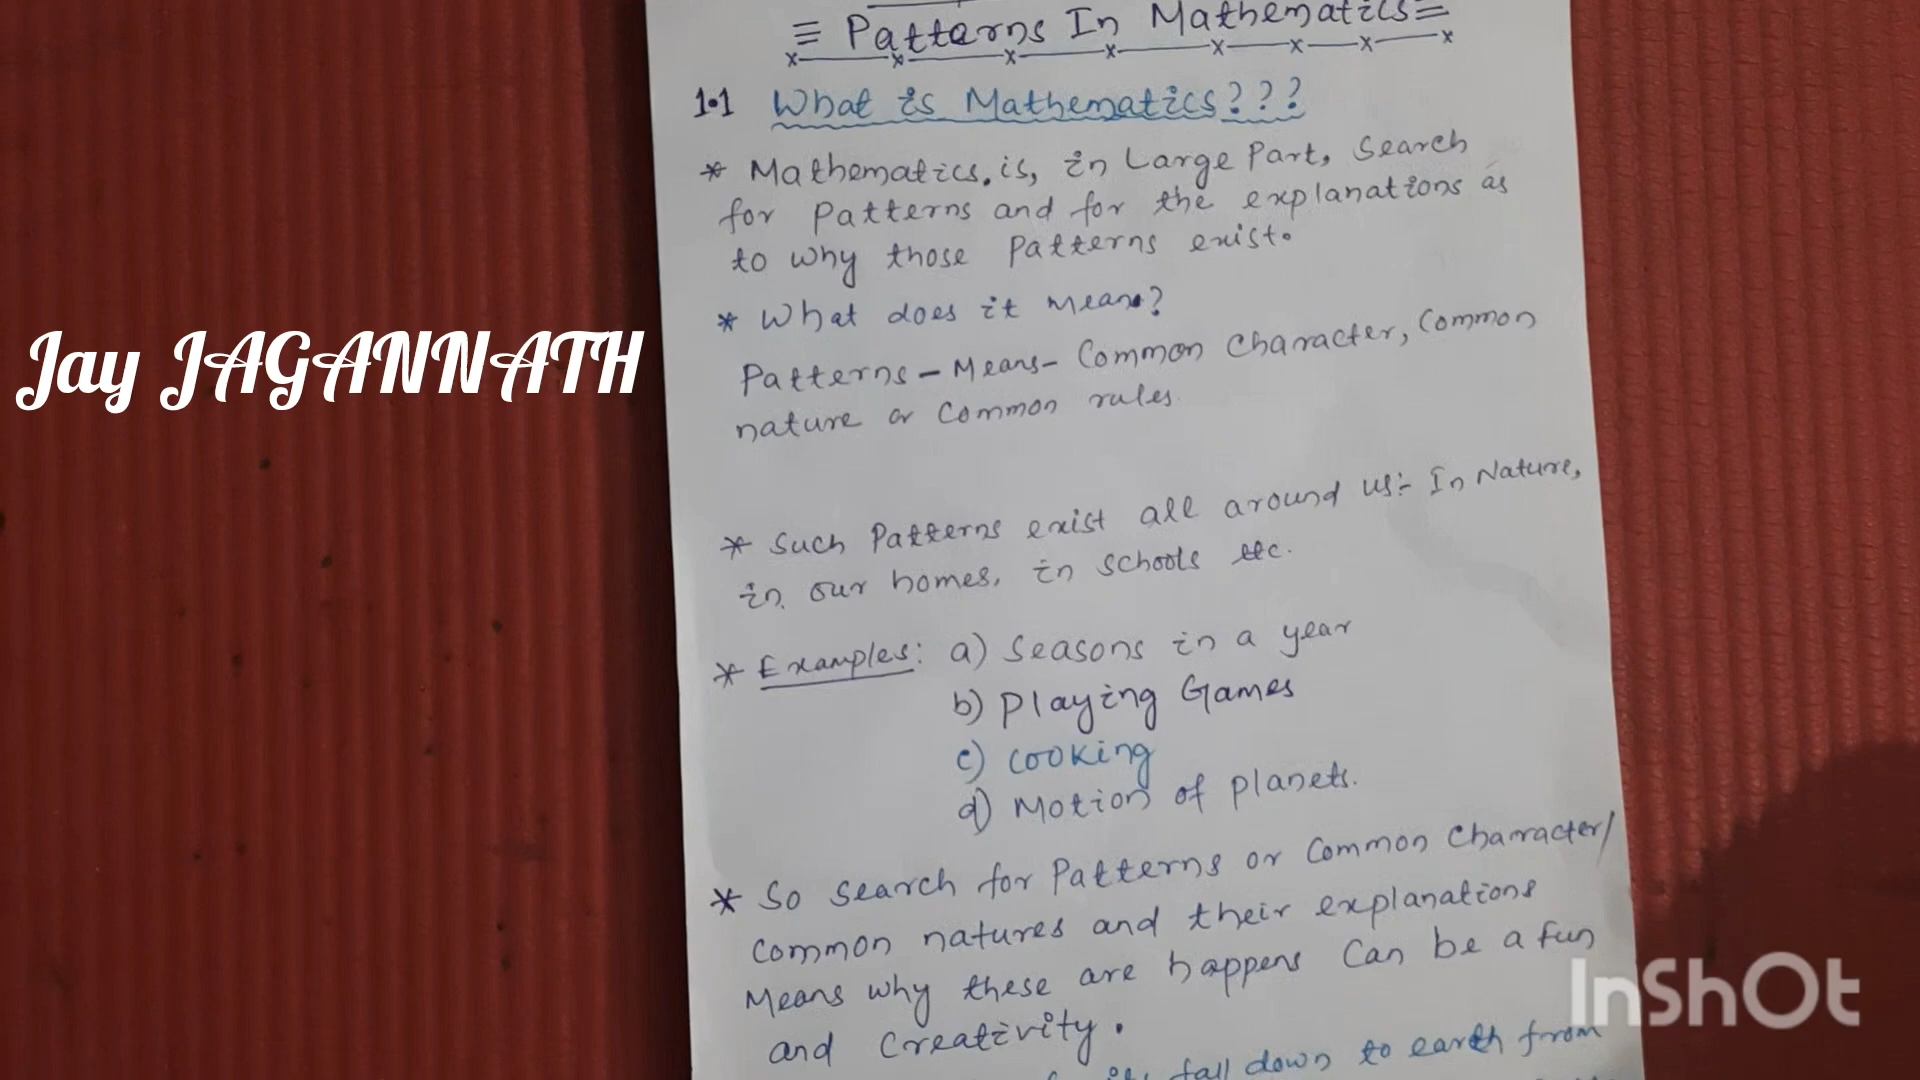 ≡ Patterns In Mathematics ≡
1.1 What is Mathematics???
* Mathematics, is, in Large Part, Search
for Patterns and for the explanations as
to why those Patterns exist.
* What does it mean?
Patterns - Means - Common Character, Common
nature or Common rules.
Jay JAGANNATH
* Such Patterns exist all around us:- In Nature,
in our homes, in schools etc.
* Examples: a) Seasons in a year
b) Playing Games
c) Cooking
d) Motion of planets.
* So Search for Patterns or Common Character/
Common natures and their explanations
Means why these are happens Can be a fun
and Creativity.
fall down to earth from
InShOt